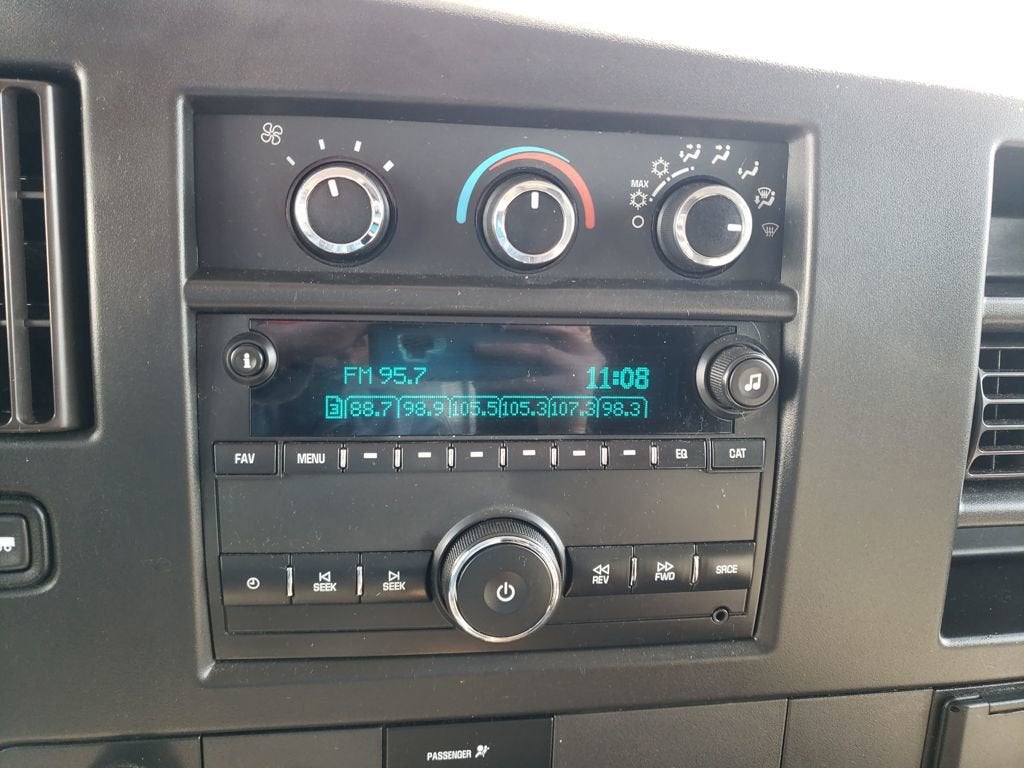 MAX
i
FM 95.7 11:08
3 88.7 98.9 105.5 105.3 107.3 98.3
FAV MENU EQ CAT
SEEK SEEK REV FWD SRCE
PASSENGER